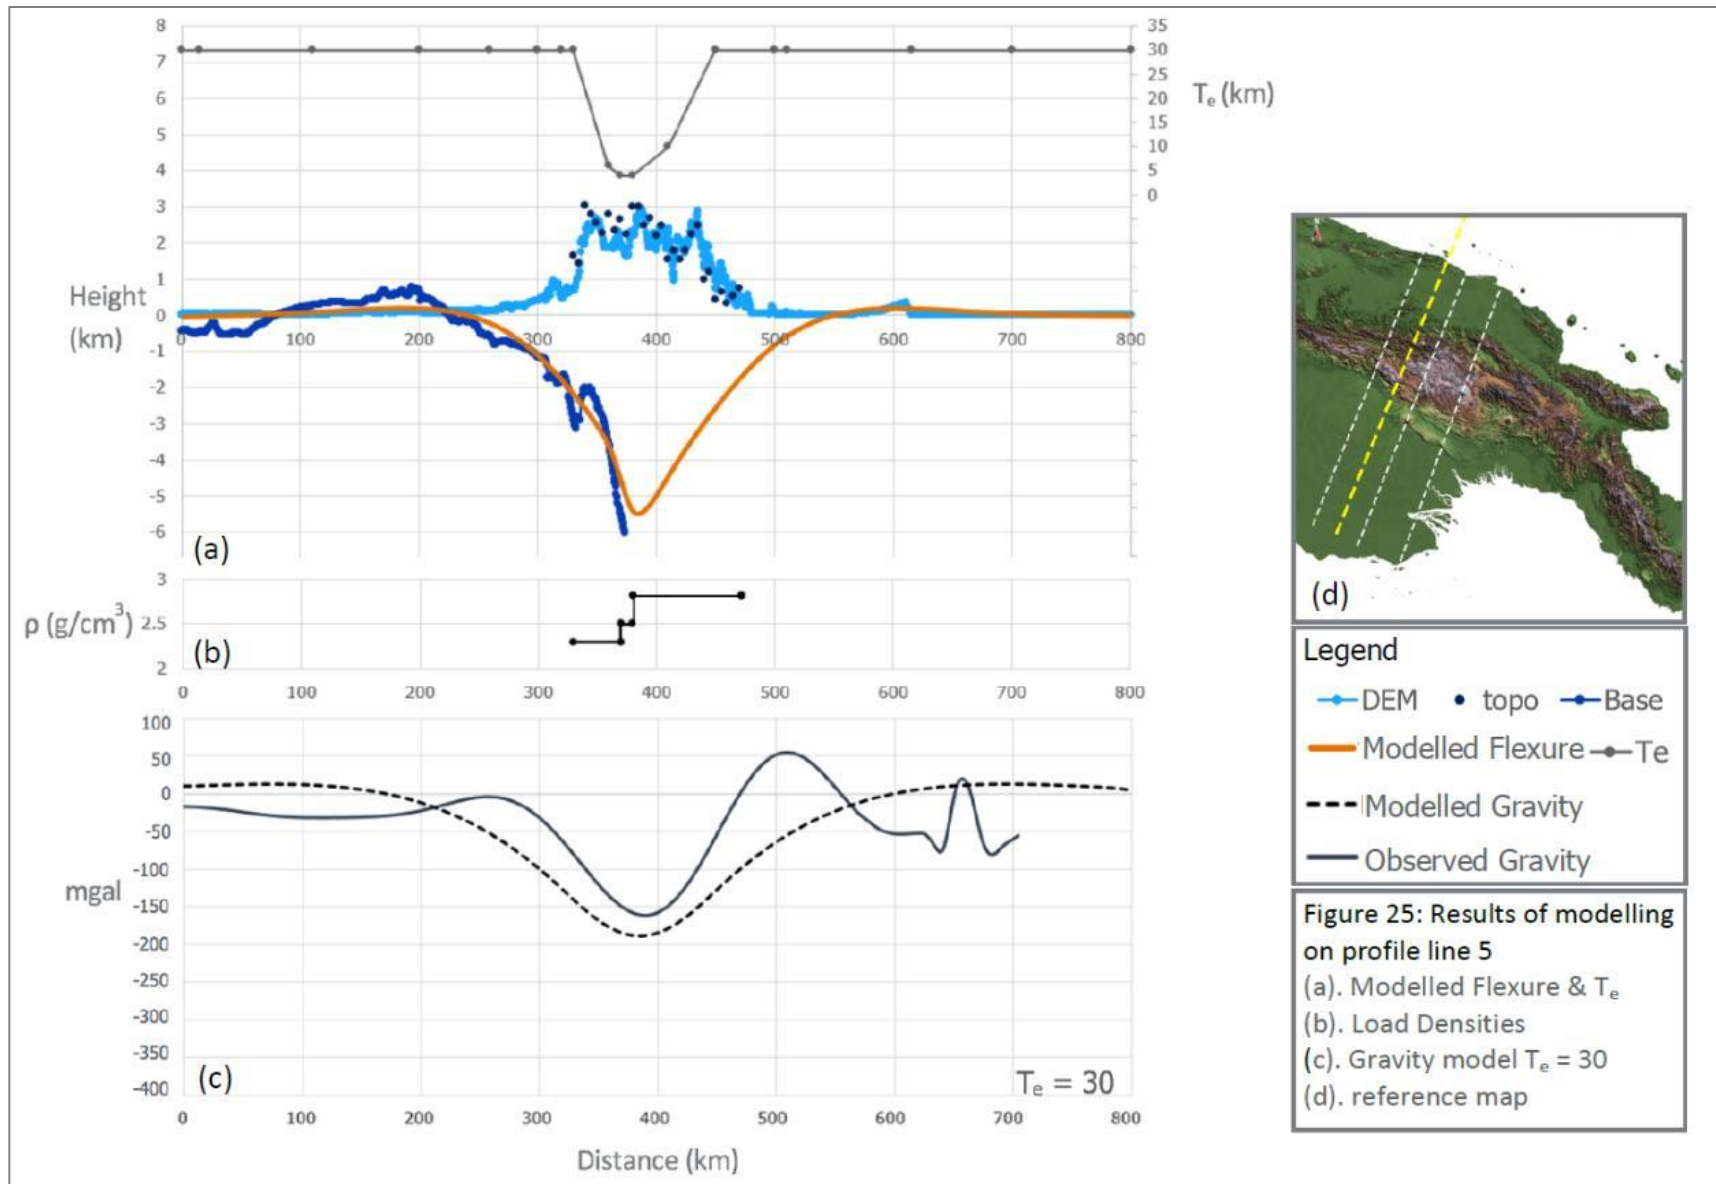 8
7
6
5
4
3
2
1
0
-1
-2
-3
-4
-5
-6
Height
(km)
35
30
25
20
15
10
5
0
Tₑ (km)
0 100 200 300 400 500 600 700 800
(a)
3
2.5
2
ρ (g/cm³)
(b)
0 100 200 300 400 500 600 700 800
100
50
0
-50
-100
-150
-200
-250
-300
-350
-400
mgal
(c)
Tₑ = 30
0 100 200 300 400 500 600 700 800
Distance (km)
(d)
Legend
DEM topo Base
Modelled Flexure Te
Modelled Gravity
Observed Gravity
Figure 25: Results of modelling
on profile line 5
(a). Modelled Flexure & Tₑ
(b). Load Densities
(c). Gravity model Tₑ = 30
(d). reference map